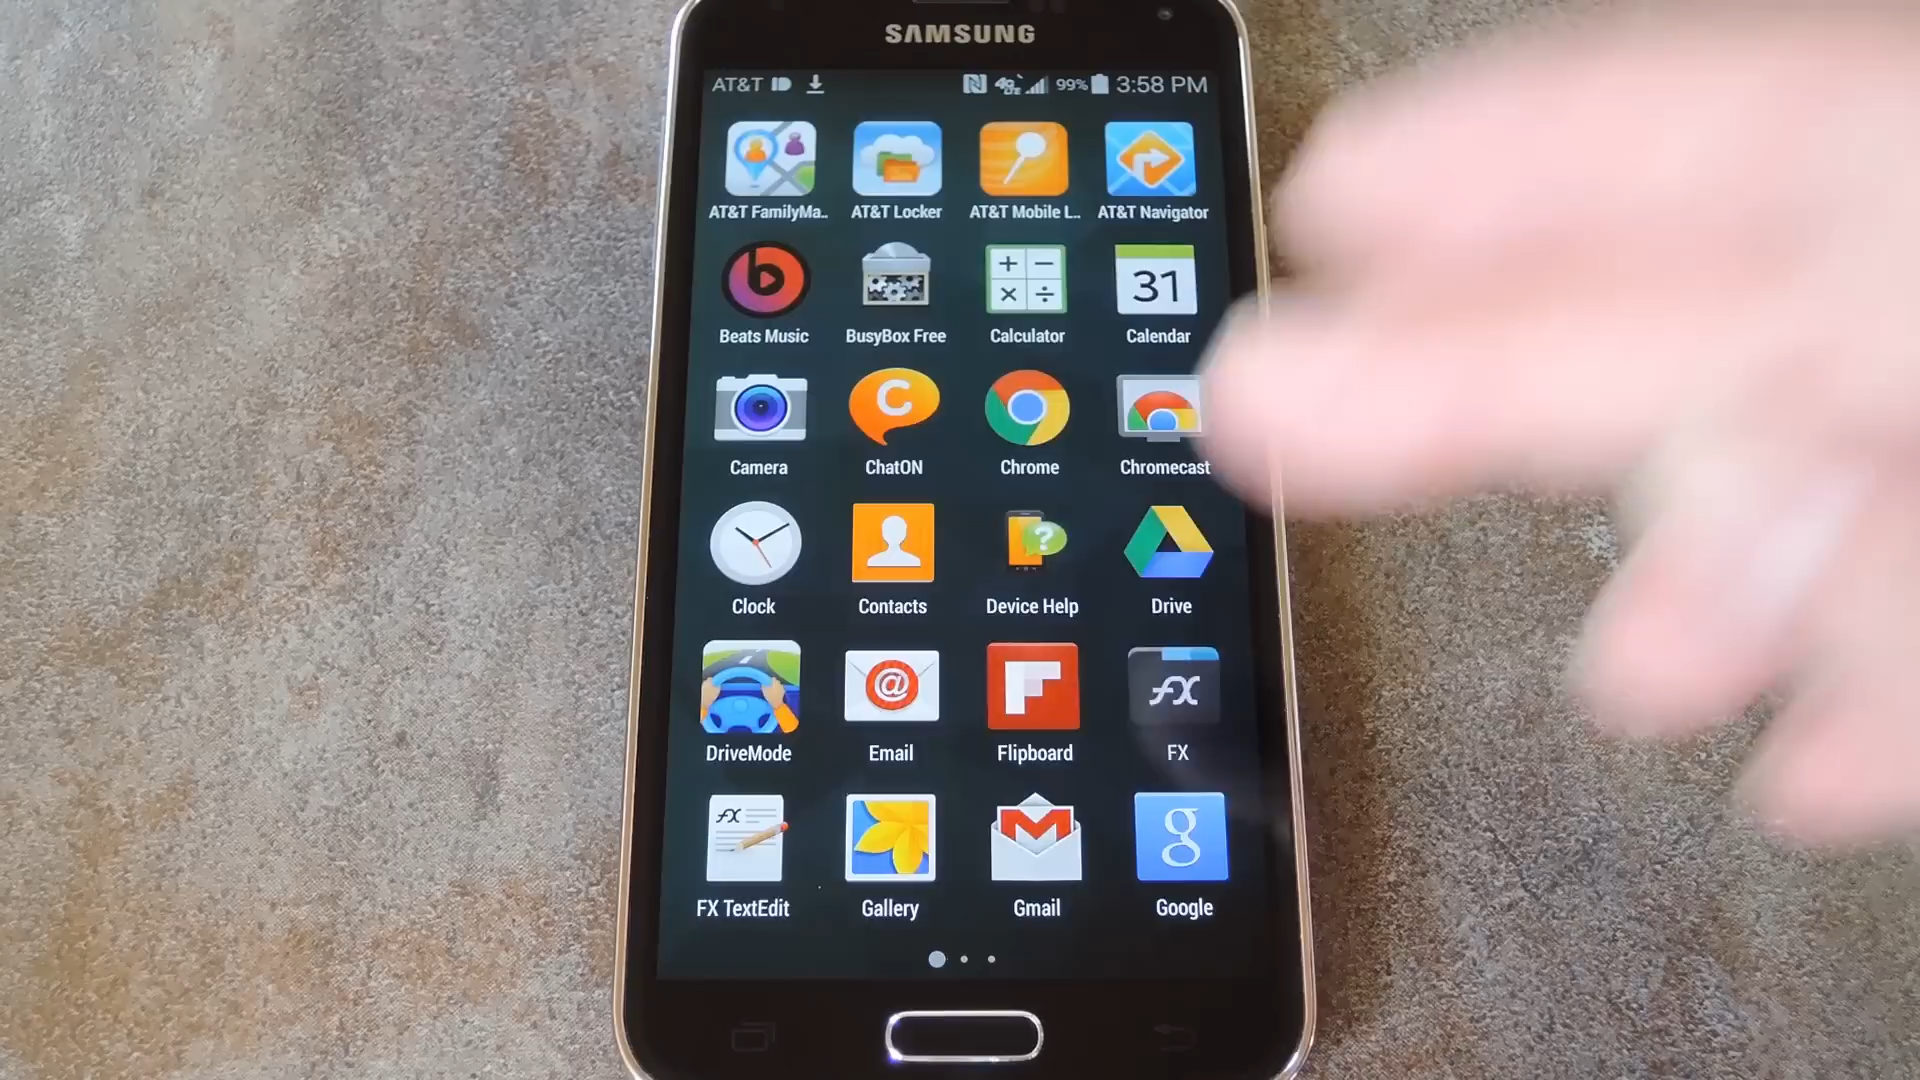 SAMSUNG
AT&T 4G LTE 99% 3:58 PM
AT&T FamilyMa.. AT&T Locker AT&T Mobile L.. AT&T Navigator
b + − × ÷ 31
Beats Music BusyBox Free Calculator Calendar
C
Camera ChatON Chrome Chromecast
?
Clock Contacts Device Help Drive
@ F FX
DriveMode Email Flipboard FX
FX M g
FX TextEdit Gallery Gmail Google